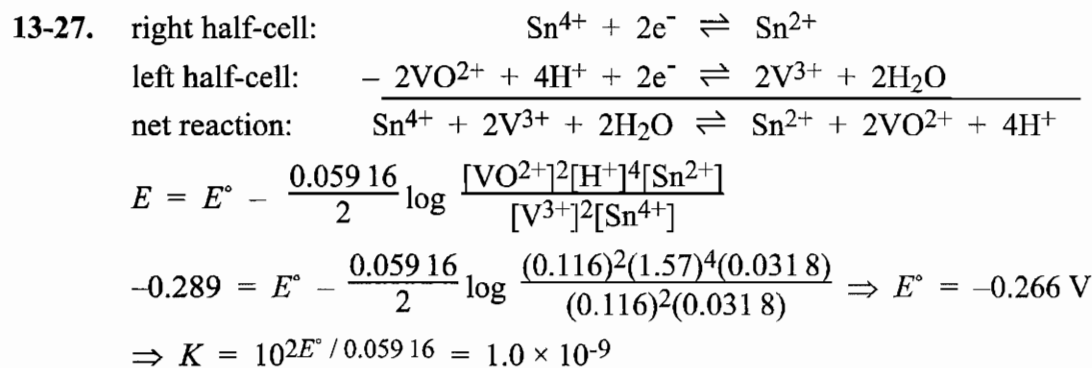 13-27. right half-cell: Sn⁴⁺ + 2e⁻ ⇌ Sn²⁺
left half-cell: – 2VO²⁺ + 4H⁺ + 2e⁻ ⇌ 2V³⁺ + 2H₂O
net reaction: Sn⁴⁺ + 2V³⁺ + 2H₂O ⇌ Sn²⁺ + 2VO²⁺ + 4H⁺
E = E° – 0.059 16/2 log [VO²⁺]²[H⁺]⁴[Sn²⁺]/[V³⁺]²[Sn⁴⁺]
–0.289 = E° – 0.059 16/2 log (0.116)²(1.57)⁴(0.031 8)/(0.116)²(0.031 8) ⇒ E° = –0.266 V
⇒ K = 10^(2E° / 0.059 16) = 1.0 × 10⁻⁹